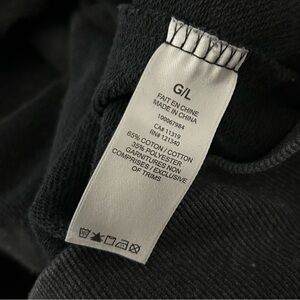 G/L
FAIT EN CHINE
MADE IN CHINA
100067984
CA# 11319
RN# 121340
65% COTON / COTTON
35% POLYESTER
GARNITURES NON
COMPRISES / EXCLUSIVE
OF TRIMS